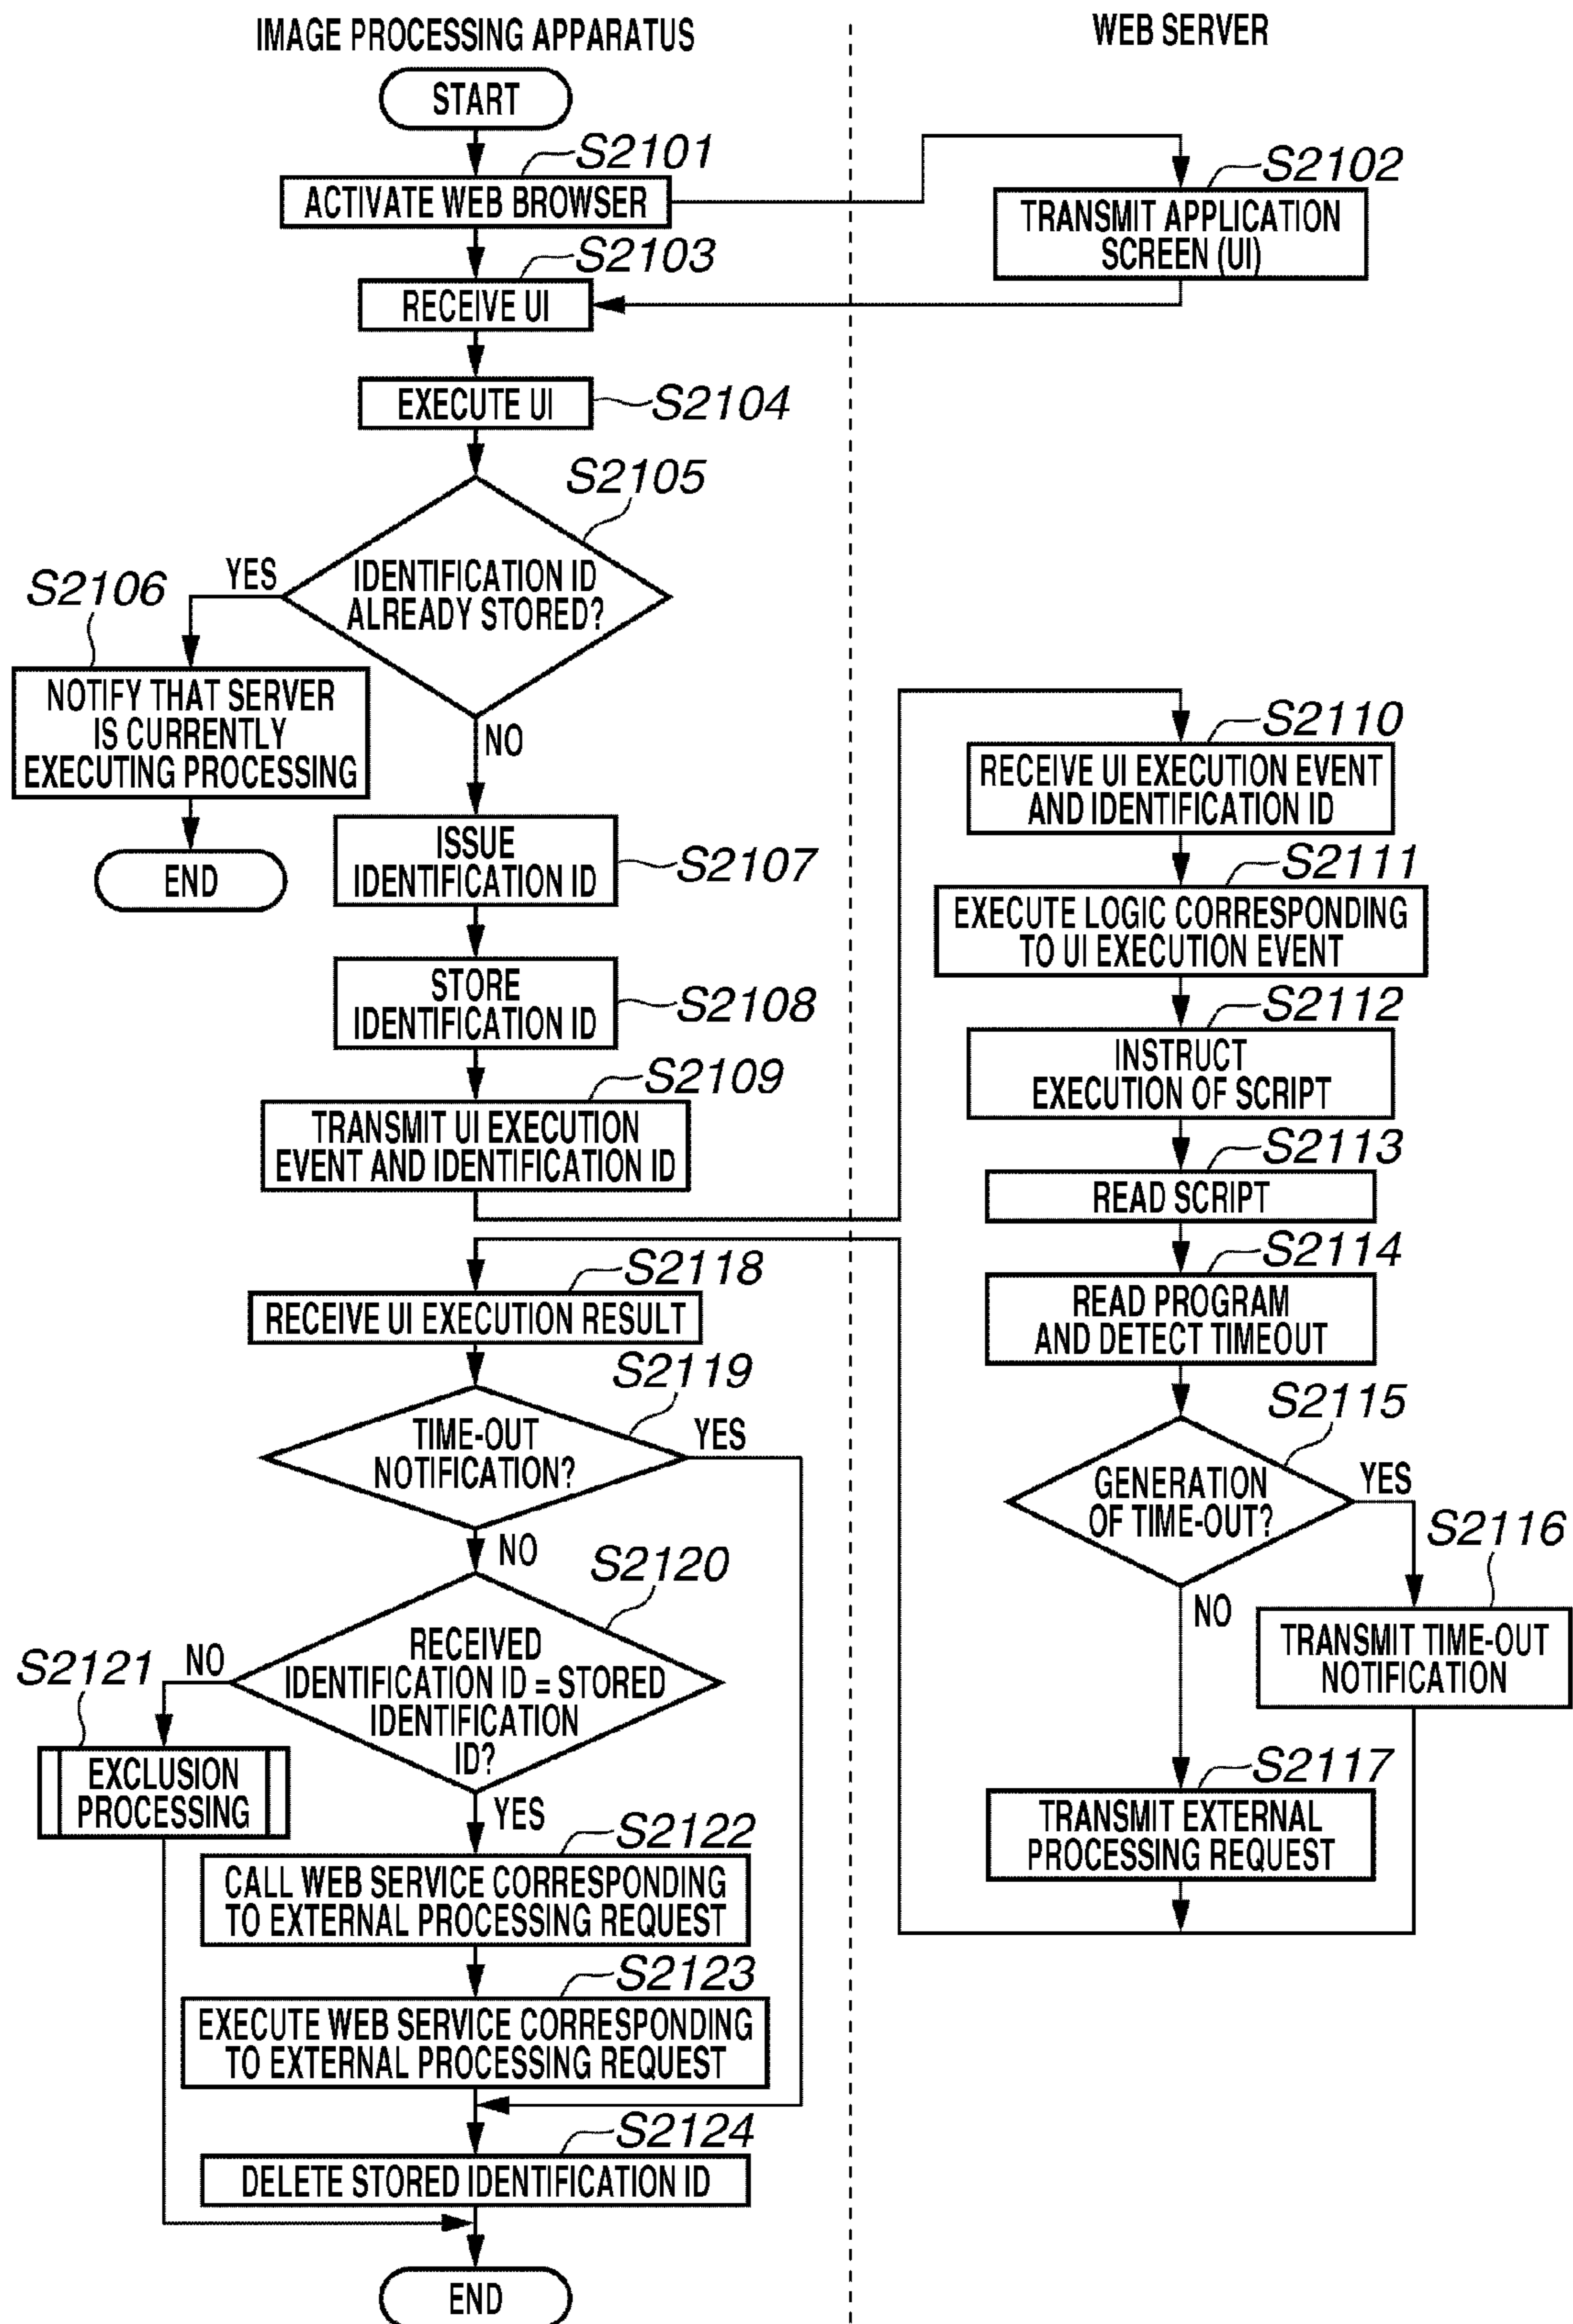 IMAGE PROCESSING APPARATUS
WEB SERVER
START
S2101
ACTIVATE WEB BROWSER
S2102
TRANSMIT APPLICATION
SCREEN (UI)
S2103
RECEIVE UI
EXECUTE UI
S2104
S2105
IDENTIFICATION ID
ALREADY STORED?
YES
NO
S2106
NOTIFY THAT SERVER
IS CURRENTLY
EXECUTING PROCESSING
END
ISSUE
IDENTIFICATION ID
S2107
STORE
IDENTIFICATION ID
S2108
S2109
TRANSMIT UI EXECUTION
EVENT AND IDENTIFICATION ID
S2110
RECEIVE UI EXECUTION EVENT
AND IDENTIFICATION ID
S2111
EXECUTE LOGIC CORRESPONDING
TO UI EXECUTION EVENT
S2112
INSTRUCT
EXECUTION OF SCRIPT
S2113
READ SCRIPT
S2114
READ PROGRAM
AND DETECT TIMEOUT
S2115
GENERATION
OF TIME-OUT?
YES
NO
S2116
TRANSMIT TIME-OUT
NOTIFICATION
S2117
TRANSMIT EXTERNAL
PROCESSING REQUEST
S2118
RECEIVE UI EXECUTION RESULT
S2119
TIME-OUT
NOTIFICATION?
YES
NO
S2120
RECEIVED
IDENTIFICATION ID = STORED
IDENTIFICATION
ID?
NO
YES
S2121
EXCLUSION
PROCESSING
S2122
CALL WEB SERVICE CORRESPONDING
TO EXTERNAL PROCESSING REQUEST
S2123
EXECUTE WEB SERVICE CORRESPONDING
TO EXTERNAL PROCESSING REQUEST
S2124
DELETE STORED IDENTIFICATION ID
END